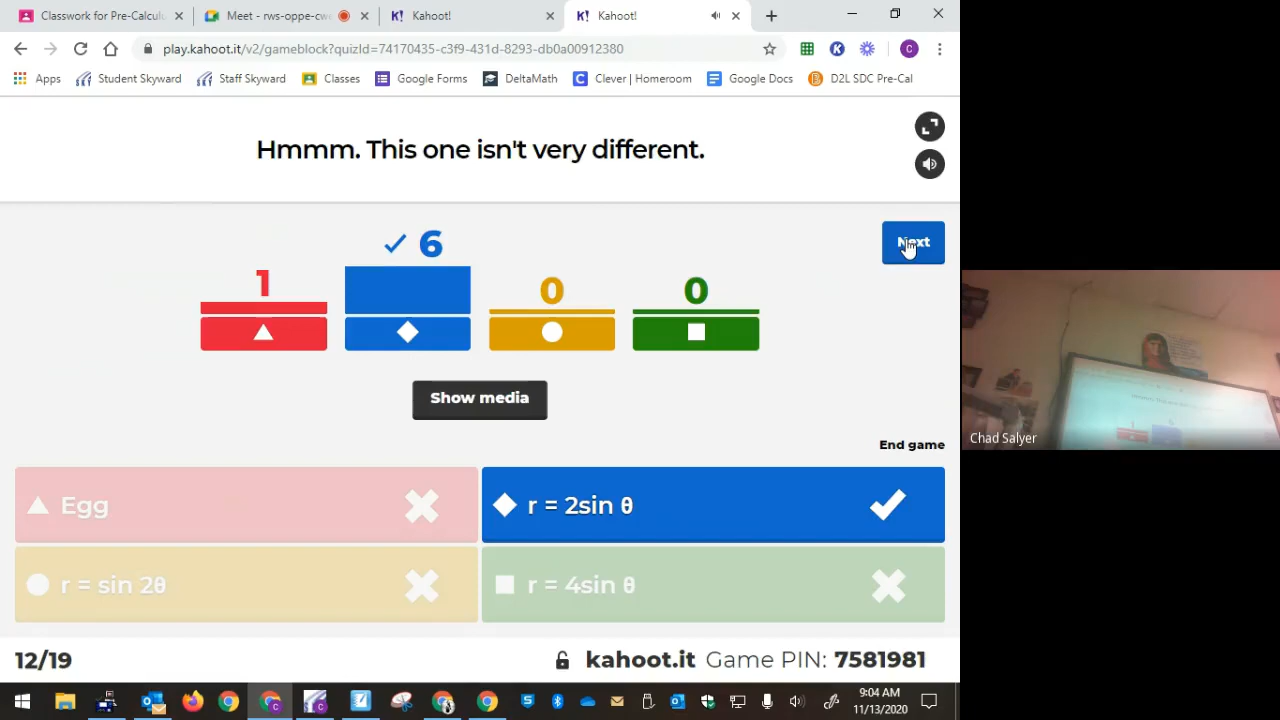 Classwork for Pre-Calcul
Meet - rws-oppe-cw
Kahoot!
Kahoot!
play.kahoot.it/v2/gameblock?quizId=74170435-c3f9-431d-8293-db0a00912380
Apps
Student Skyward
Staff Skyward
Classes
Google Forms
DeltaMath
Clever | Homeroom
Google Docs
D2L SDC Pre-Cal
Hmmm. This one isn't very different.
Next
1
6
0
0
Show media
End game
Egg
r = 2sin θ
r = sin 2θ
r = 4sin θ
12/19
kahoot.it Game PIN: 7581981
Chad Salyer
9:04 AM
11/13/2020